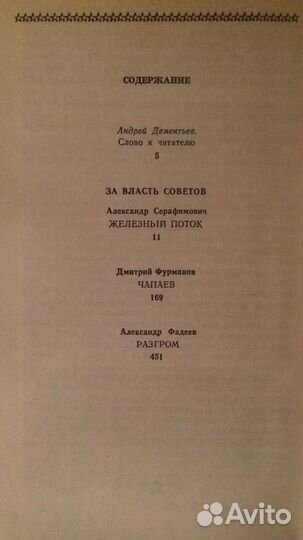 СОДЕРЖАНИЕ
Андрей Дементьев.
Слово к читателю
5
ЗА ВЛАСТЬ СОВЕТОВ
Александр Серафимович
ЖЕЛЕЗНЫЙ ПОТОК
11
Дмитрий Фурманов
ЧАПАЕВ
169
Александр Фадеев
РАЗГРОМ
451
Avito